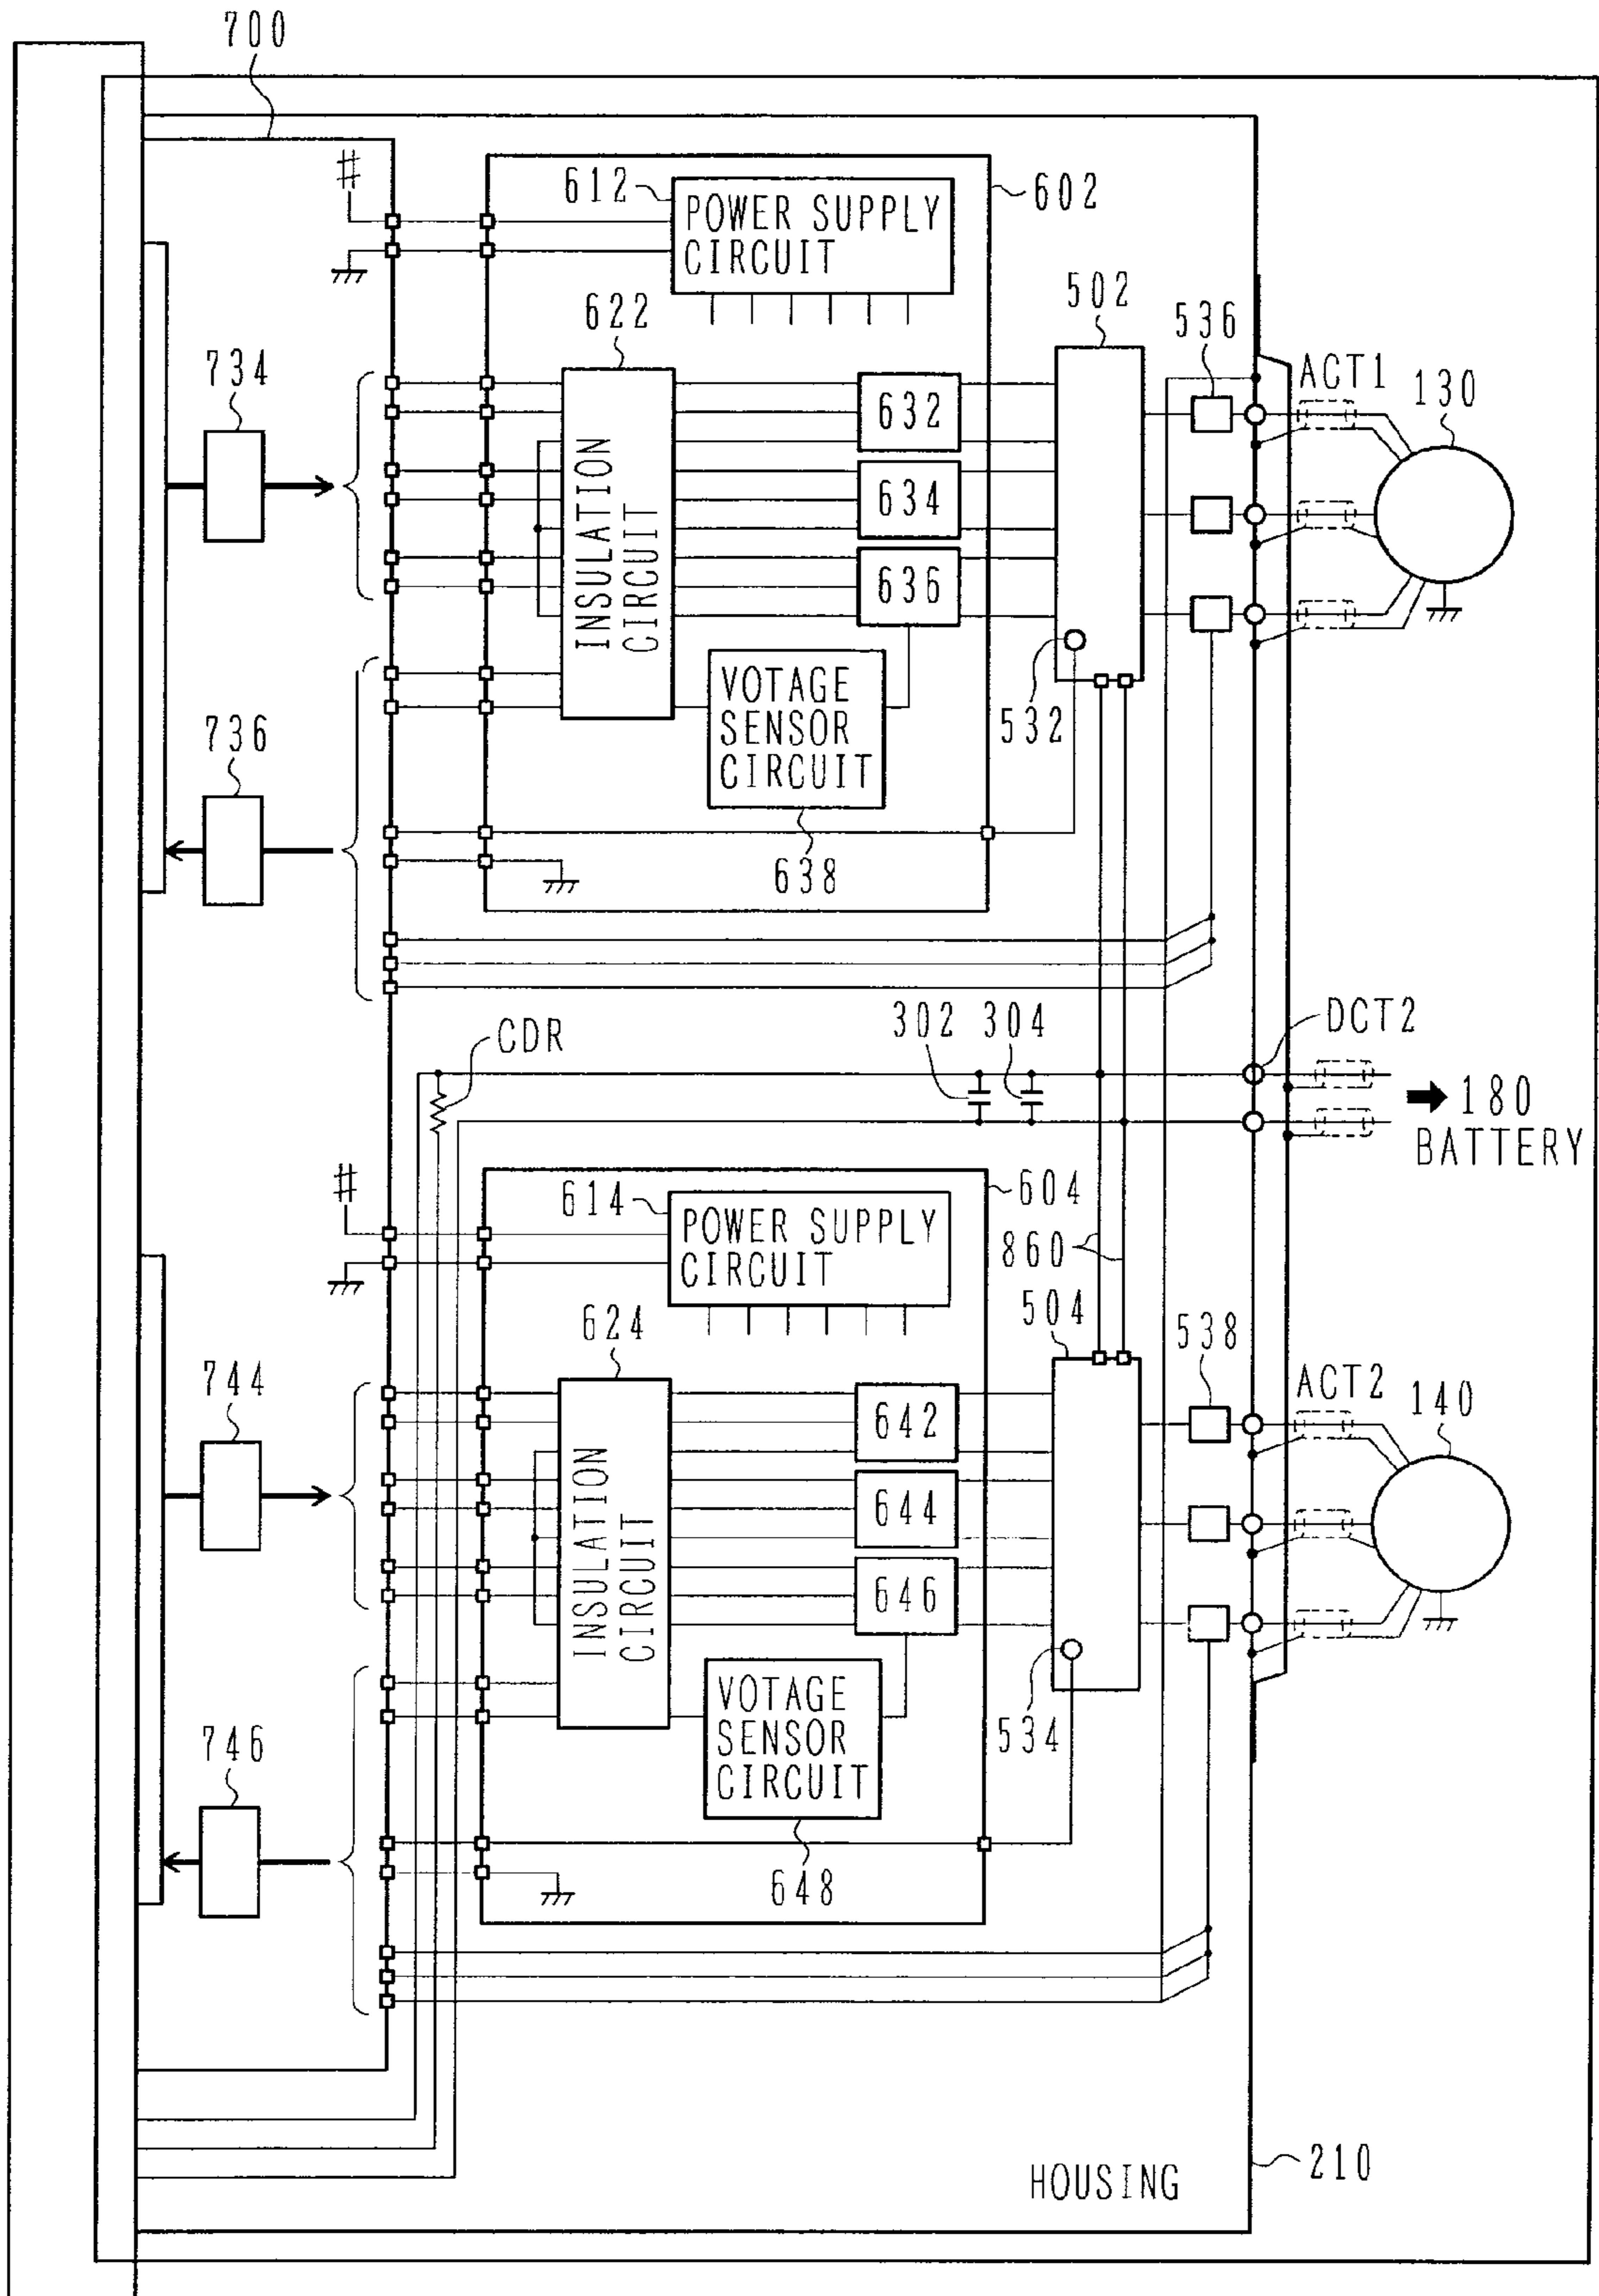 700
#
612
POWER SUPPLY
CIRCUIT
602
622
502
536
734
ACT1
130
632
634
636
INSULATION
CIRCUIT
VOTAGE
SENSOR
CIRCUIT
532
736
638
302
304
DCT2
CDR
180
BATTERY
#
614
POWER SUPPLY
CIRCUIT
604
860
624
504
538
744
ACT2
140
642
644
646
INSULATION
CIRCUIT
VOTAGE
SENSOR
CIRCUIT
534
746
648
HOUSING
210